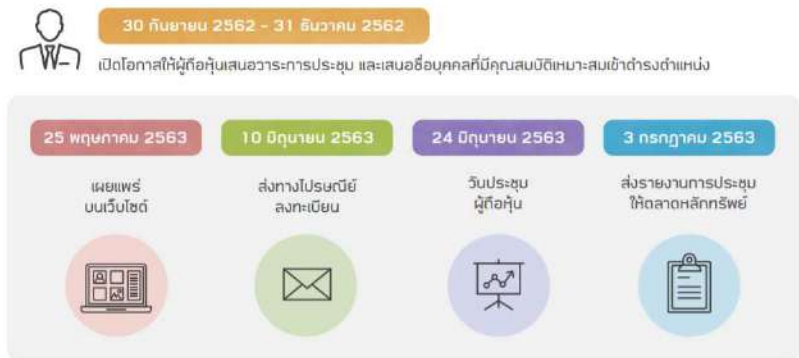 30 กันยายน 2562 - 31 ธันวาคม 2562
เปิดโอกาสให้ผู้ถือหุ้นเสนอวาระการประชุม และเสนอชื่อบุคคลที่มีคุณสมบัติเหมาะสมเข้าดำรงตำแหน่ง
25 พฤษภาคม 2563
เผยแพร่
บนเว็บไซต์
10 มิถุนายน 2563
ส่งทางไปรษณีย์
ลงทะเบียน
24 มิถุนายน 2563
วันประชุม
ผู้ถือหุ้น
3 กรกฎาคม 2563
ส่งรายงานการประชุม
ให้ตลาดหลักทรัพย์